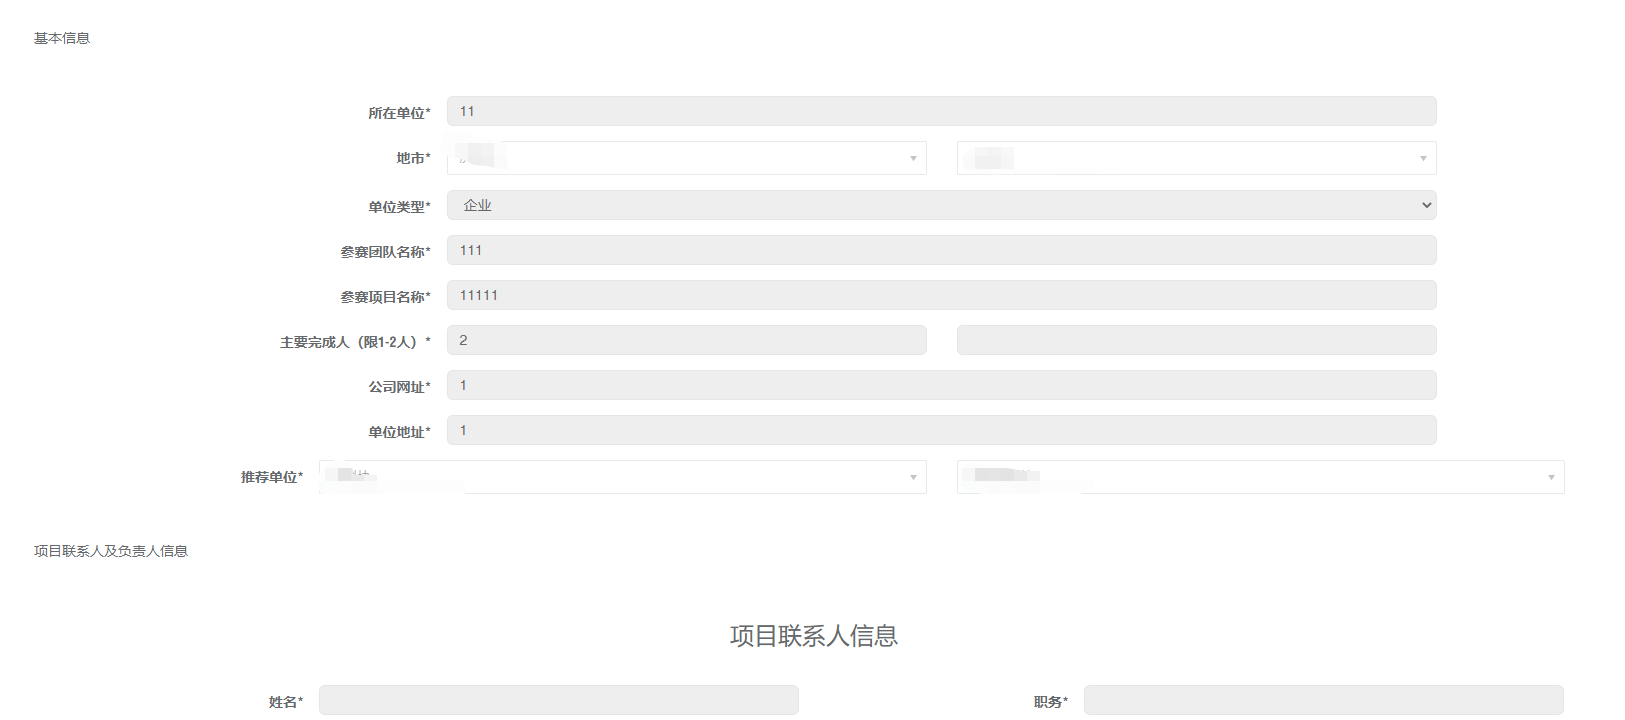 基本信息
所在单位* 11
地市*
单位类型* 企业
参赛团队名称* 111
参赛项目名称* 11111
主要完成人（限1-2人）* 2
公司网址* 1
单位地址* 1
推荐单位*
项目联系人及负责人信息
项目联系人信息
姓名* 职务*